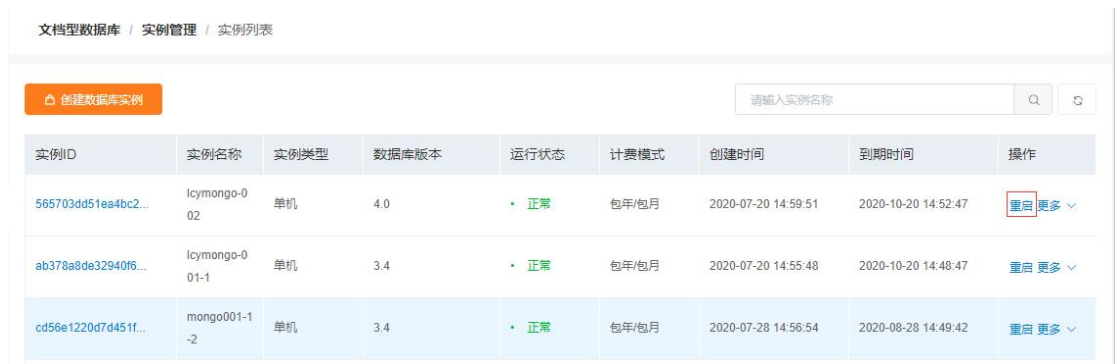 文档型数据库 / 实例管理 / 实例列表
创建数据库实例
请输入实例名称
实例ID 实例名称 实例类型 数据库版本 运行状态 计费模式 创建时间 到期时间 操作
565703dd51ea4bc2... lcymongo-0 单机 4.0 正常 包年/包月 2020-07-20 14:59:51 2020-10-20 14:52:47 重启 更多
02
ab378a8de32940f6... lcymongo-0 单机 3.4 正常 包年/包月 2020-07-20 14:55:48 2020-10-20 14:48:47 重启 更多
01-1
cd56e1220d7d451f... mongo001-1 单机 3.4 正常 包年/包月 2020-07-28 14:56:54 2020-08-28 14:49:42 重启 更多
-2